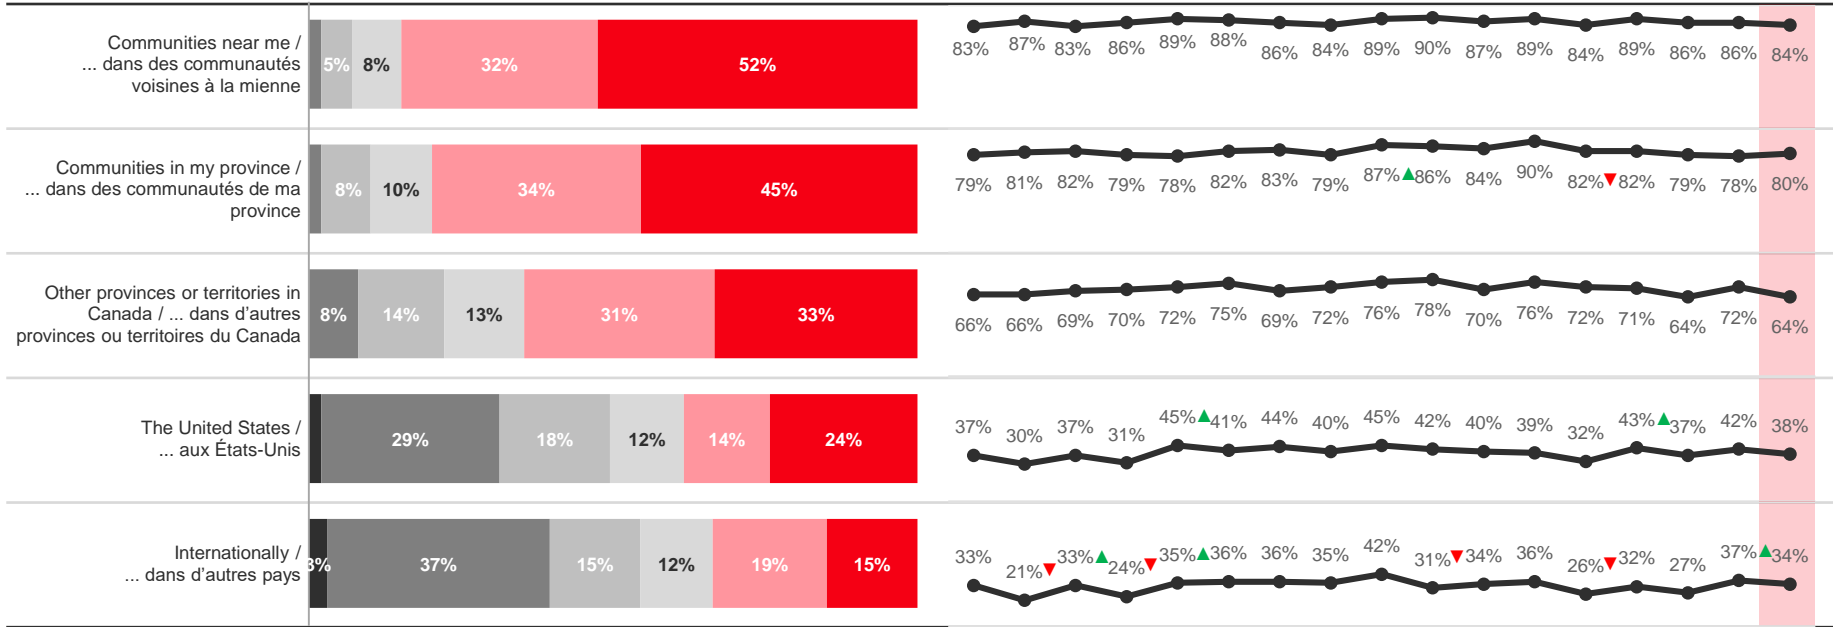 Communities near me /
... dans des communautés
voisines à la mienne
5% 8% 32% 52%
83% 87% 83% 86% 89% 88% 86% 84% 89% 90% 87% 89% 84% 89% 86% 86% 84%
Communities in my province /
... dans des communautés de ma
province
8% 10% 34% 45%
79% 81% 82% 79% 78% 82% 83% 79% 87% 86% 84% 90% 82% 82% 79% 78% 80%
Other provinces or territories in
Canada / ... dans d'autres
provinces ou territoires du Canada
8% 14% 13% 31% 33%
66% 66% 69% 70% 72% 75% 69% 72% 76% 78% 70% 76% 72% 71% 64% 72% 64%
The United States /
... aux États-Unis
29% 18% 12% 14% 24%
37% 30% 37% 31% 45% 41% 44% 40% 45% 42% 40% 39% 32% 43% 37% 42% 38%
Internationally /
... dans d'autres pays
3% 37% 15% 12% 19% 15%
33% 21% 33% 24% 35% 36% 36% 35% 42% 31% 34% 36% 26% 32% 27% 37% 34%